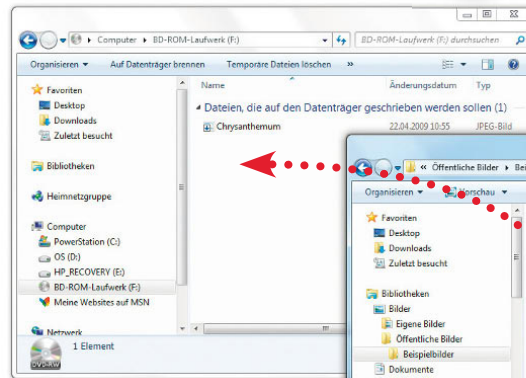 Computer ▸ BD-ROM-Laufwerk (F:)
BD-ROM-Laufwerk (F:) durchsuchen
Organisieren Auf Datenträger brennen Temporäre Dateien löschen »
Name Änderungsdatum Typ
Favoriten
Desktop
Downloads
Zuletzt besucht
Bibliotheken
Heimnetzgruppe
Computer
PowerStation (C:)
OS (D:)
HP_RECOVERY (E:)
BD-ROM-Laufwerk (F:)
Meine Websites auf MSN
Netzwerk
Dateien, die auf den Datenträger geschrieben werden sollen (1)
Chrysanthemum 22.04.2009 10:55 JPEG-Bild
1 Element
« Öffentliche Bilder ▸
Organisieren Vorschau
Favoriten
Desktop
Downloads
Zuletzt besucht
Bibliotheken
Bilder
Eigene Bilder
Öffentliche Bilder
Beispielbilder
Dokumente